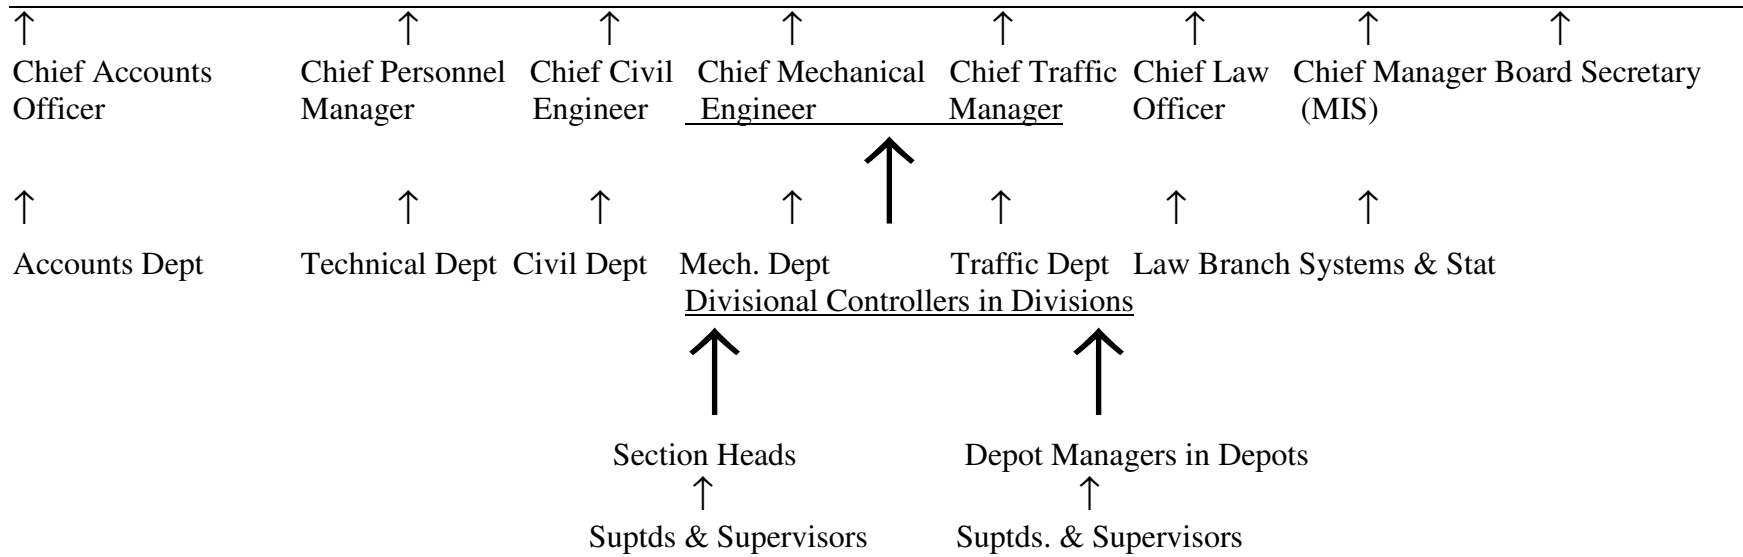 ↑ ↑ ↑ ↑ ↑ ↑ ↑ ↑
Chief Accounts Chief Personnel Chief Civil Chief Mechanical Chief Traffic Chief Law Chief Manager Board Secretary
Officer Manager Engineer Engineer Manager Officer (MIS)
↑ ↑ ↑ ↑ ↑ ↑ ↑ ↑
Accounts Dept Technical Dept Civil Dept Mech. Dept Traffic Dept Law Branch Systems & Stat
Divisional Controllers in Divisions
↑ ↑
Section Heads Depot Managers in Depots
↑ ↑
Suptds & Supervisors Suptds. & Supervisors